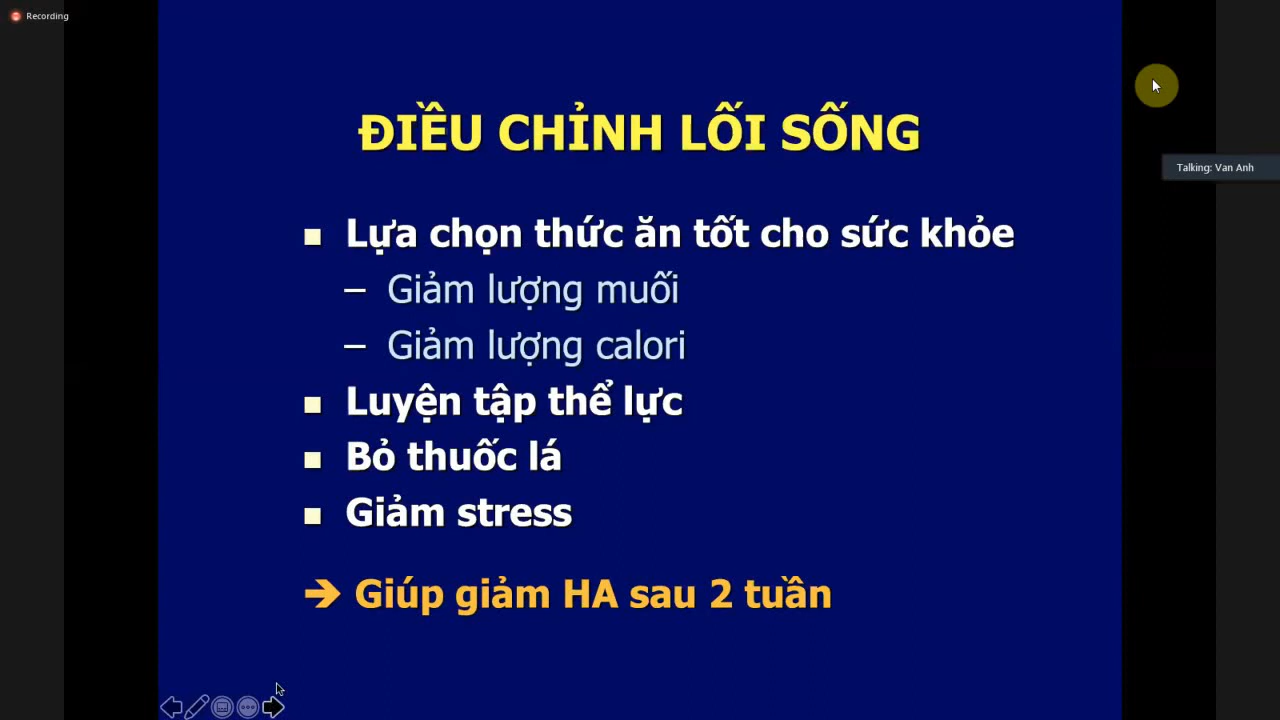 Recording
ĐIỀU CHỈNH LỐI SỐNG
Talking: Van Anh
Lựa chọn thức ăn tốt cho sức khỏe
– Giảm lượng muối
– Giảm lượng calori
Luyện tập thể lực
Bỏ thuốc lá
Giảm stress
➔ Giúp giảm HA sau 2 tuần